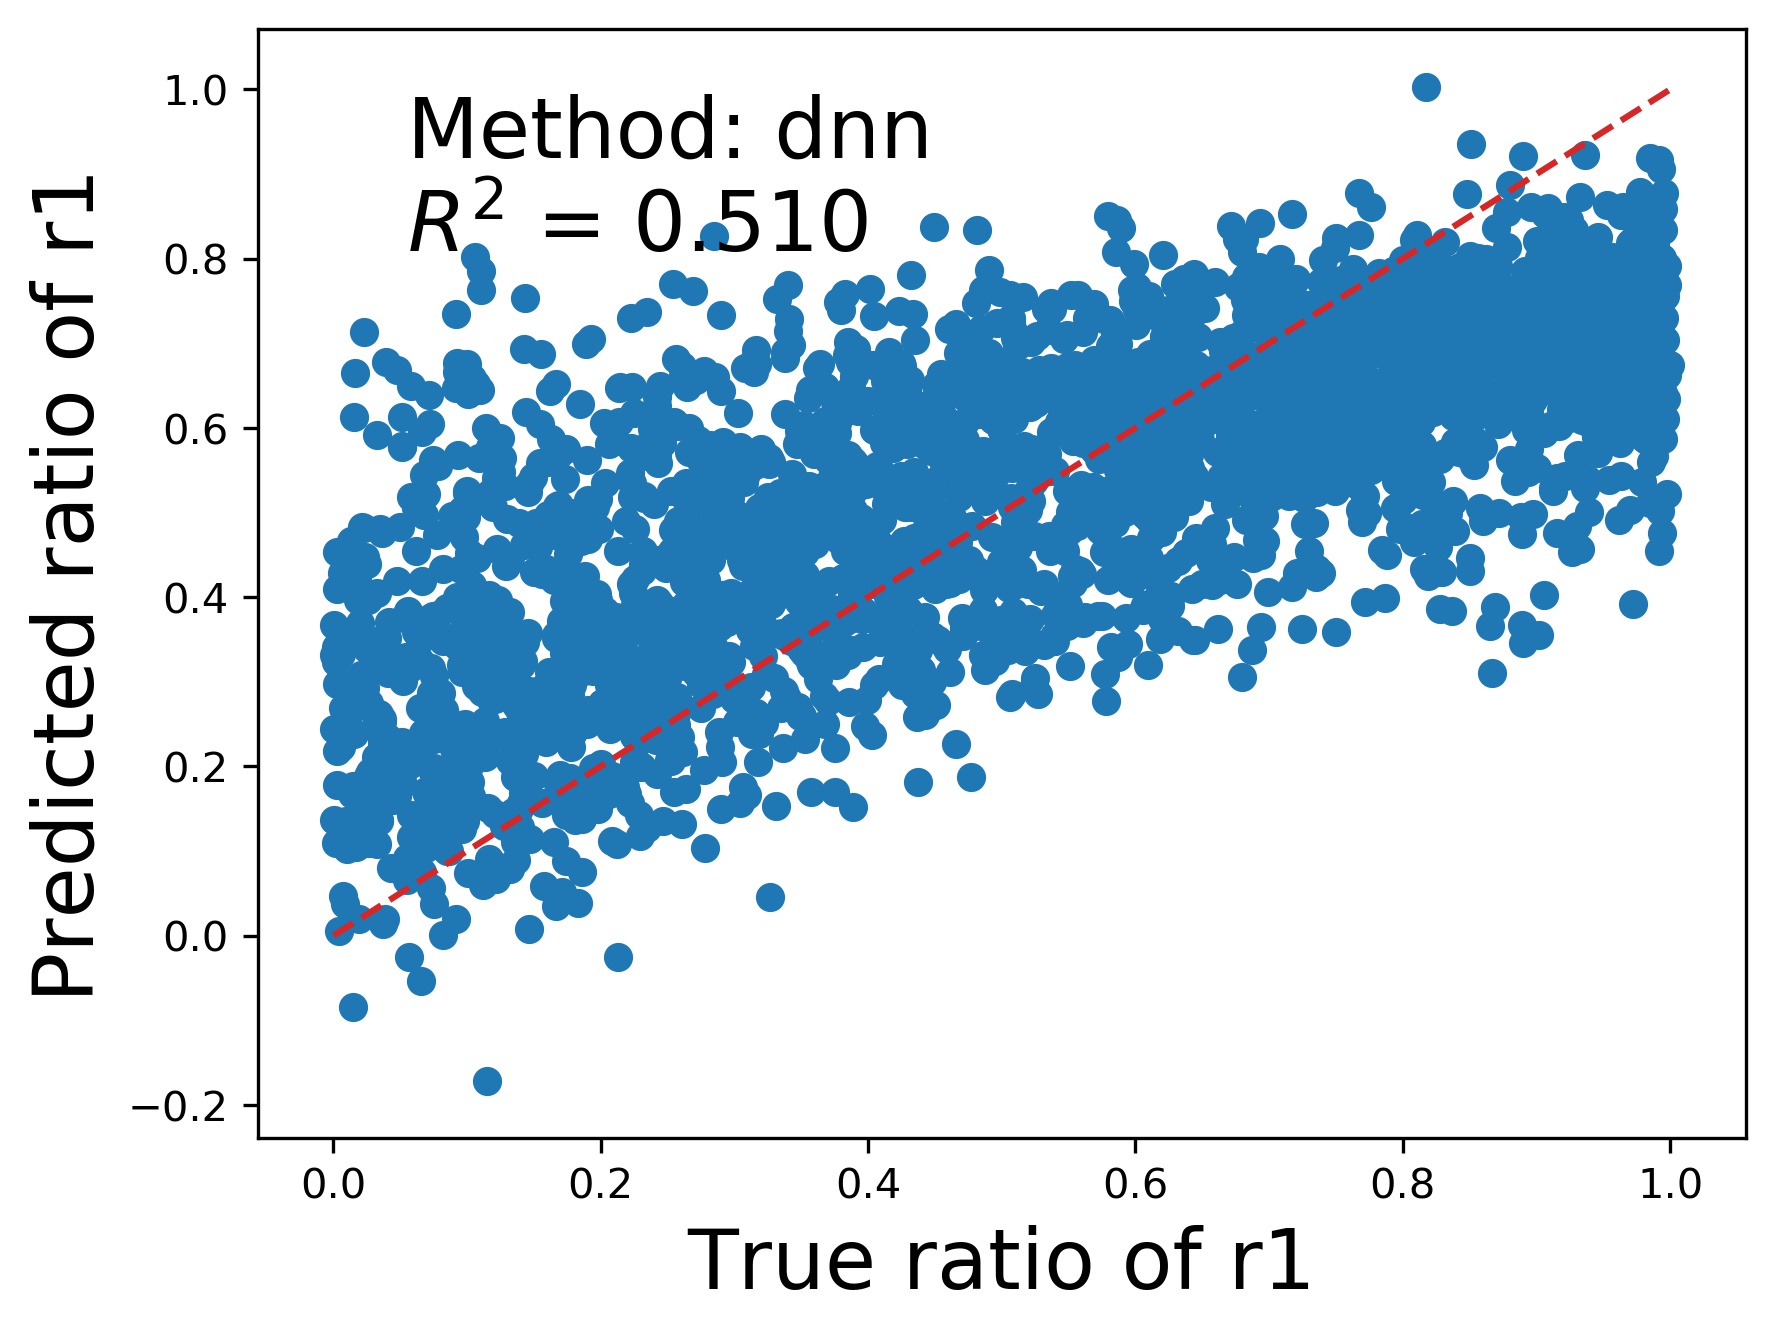 Method: dnn
R² = 0.510
Predicted ratio of r1
1.0
0.8
0.6
0.4
0.2
0.0
−0.2
0.0 0.2 0.4 0.6 0.8 1.0
True ratio of r1